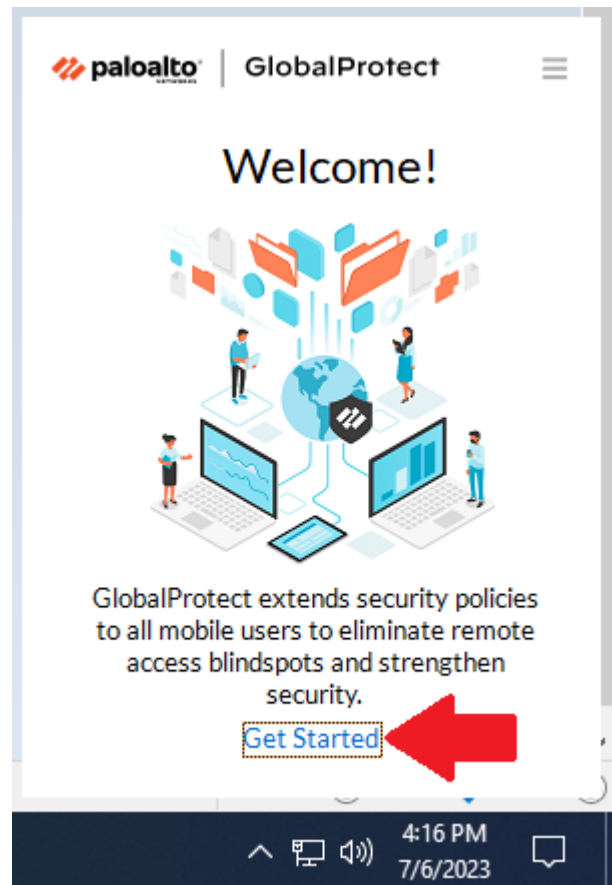 paloalto | GlobalProtect
NETWORKS
Welcome!
GlobalProtect extends security policies
to all mobile users to eliminate remote
access blindspots and strengthen
security.
Get Started
4:16 PM
7/6/2023